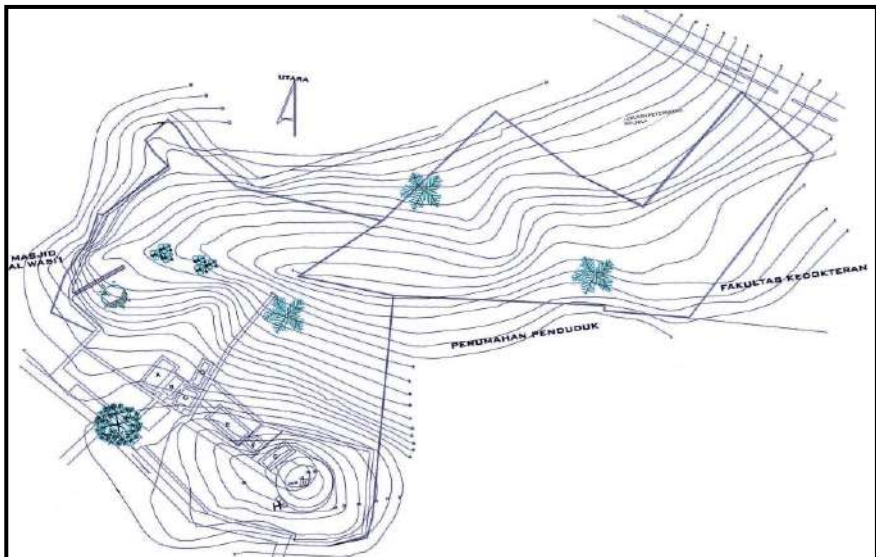 UTARA
MASJID
AL WASI'I
FAKULTAS KEDOKTERAN
PERUMAHAN PENDUDUK
A
B
D
C
E
F
G
H